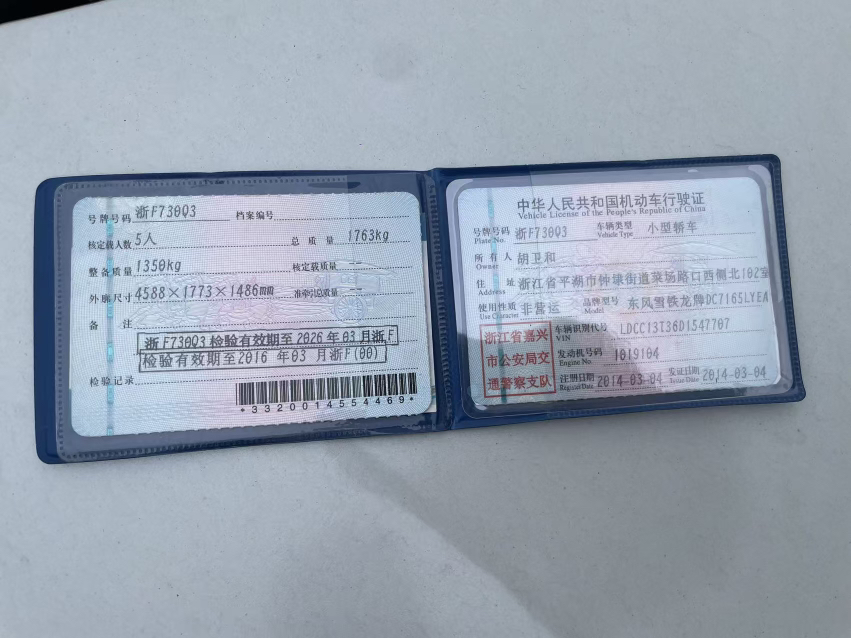 号牌号码 浙F730Q3 档案编号
核定载人数 5人 总质量 1763kg
整备质量 1350kg 核定载质量 --
外廓尺寸 4588×1773×1486mm 准牵引总质量 --
备注
浙F730Q3 检验有效期至2026年03月浙F
检验有效期至2016年03月浙F(00)
检验记录
*3320014554469*
中华人民共和国机动车行驶证
Vehicle License of the People's Republic of China
号牌号码 浙F730Q3 车辆类型 小型轿车
Plate No. Vehicle Type
所有人 胡卫和
Owner
住址 浙江省平湖市钟埭街道菜场路口西侧北102室
Address
使用性质 非营运 品牌型号 东风雪铁龙牌DC7165LYEA
Use Character Model
浙江省嘉兴
市公安局交
通警察支队
车辆识别代号 LDCC13I36D1547707
VIN
发动机号码 1019104
Engine No.
注册日期 2014-03-04 发证日期 2014-03-04
Register Date Issue Date